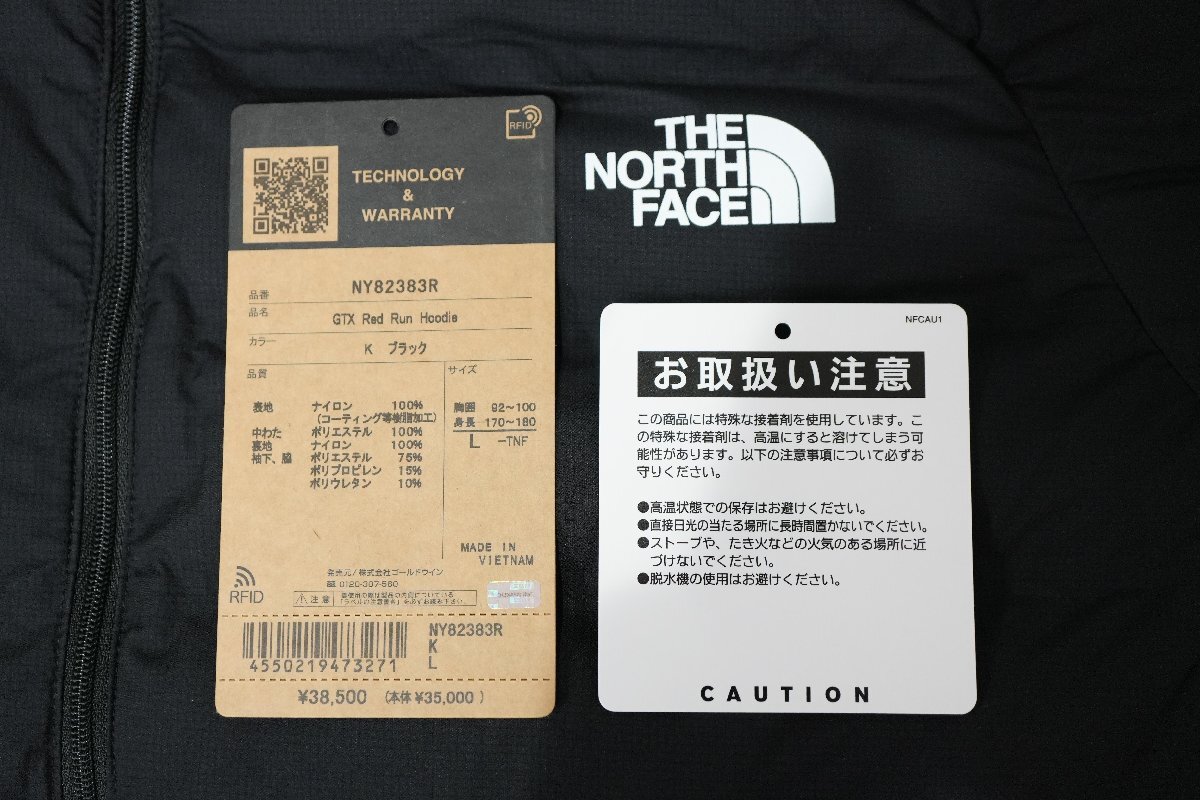 RFID
TECHNOLOGY
&
WARRANTY
品番 NY82383R
品名 GTX Red Run Hoodie
カラー K ブラック
品質
表地 ナイロン 100%
(コーティング等樹脂加工)
中わた ポリエステル 100%
裏地 ナイロン 100%
袖下、脇 ポリエステル 75%
ポリプロピレン 15%
ポリウレタン 10%
サイズ
胸囲 92～100
身長 170～180
L -TNF
MADE IN
VIETNAM
発売元/株式会社ゴールドウイン
0120-307-560
RFID
注意
4550219473271
NY82383R
K
L
¥38,500 (本体 ¥35,000 )
THE
NORTH
FACE
NFCAU1
お取扱い注意
この商品には特殊な接着剤を使用しています。こ
の特殊な接着剤は、高温にすると溶けてしまう可
能性があります。以下の注意事項について必ずお
守りください。
●高温状態での保存はお避けください。
●直接日光の当たる場所に長時間置かないでください。
●ストーブや、たき火などの火気のある場所に近
づけないでください。
●脱水機の使用はお避けください。
CAUTION